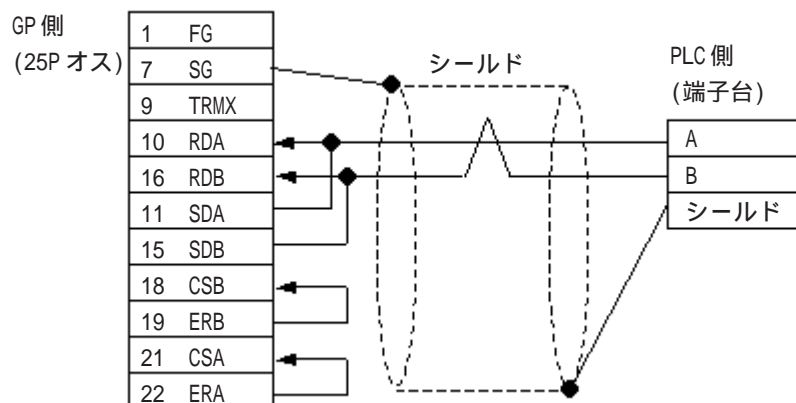 GP 側
(25P オス)
1 FG
7 SG
9 TRMX
10 RDA
16 RDB
11 SDA
15 SDB
18 CSB
19 ERB
21 CSA
22 ERA
シールド
PLC 側
(端子台)
A
B
シールド